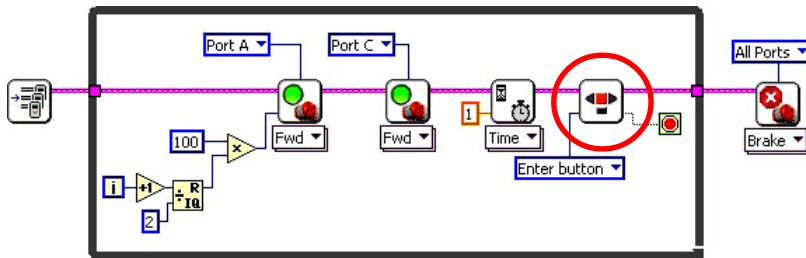 Port A
Port C
All Ports
100
Fwd
Fwd
1
Time
Enter button
Brake
i
+1
R
IQ
2
x